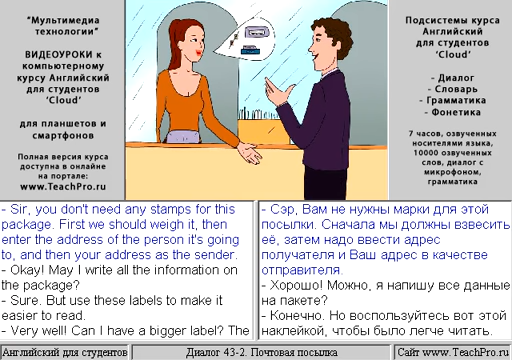 "Мультимедиа
технологии"
ВИДЕОУРОКИ к
компьютерному
курсу Английский
для студентов
'Cloud'
для планшетов и
смартфонов
Полная версия курса
доступна в онлайне
на портале:
www.TeachPro.ru
Подсистемы курса
Английский
для студентов
'Cloud'
- Диалог
- Словарь
- Грамматика
- Фонетика
7 часов, озвученных
носителями языка,
10000 озвученных
слов, диалог с
микрофоном,
грамматика
- Sir, you don't need any stamps for this
package. First we should weigh it, then
enter the address of the person it's going
to, and then your address as the sender.
- Okay! May I write all the information on
the package?
- Sure. But use these labels to make it
easier to read.
- Very well! Can I have a bigger label? The
- Сэр, Вам не нужны марки для этой
посылки. Сначала мы должны взвесить
её, затем надо ввести адрес
получателя и Ваш адрес в качестве
отправителя.
- Хорошо! Можно, я напишу все данные
на пакете?
- Конечно. Но воспользуйтесь вот этой
наклейкой, чтобы было легче читать.
Английский для студентов
Диалог 43-2. Почтовая посылка
Сайт www.TeachPro.ru